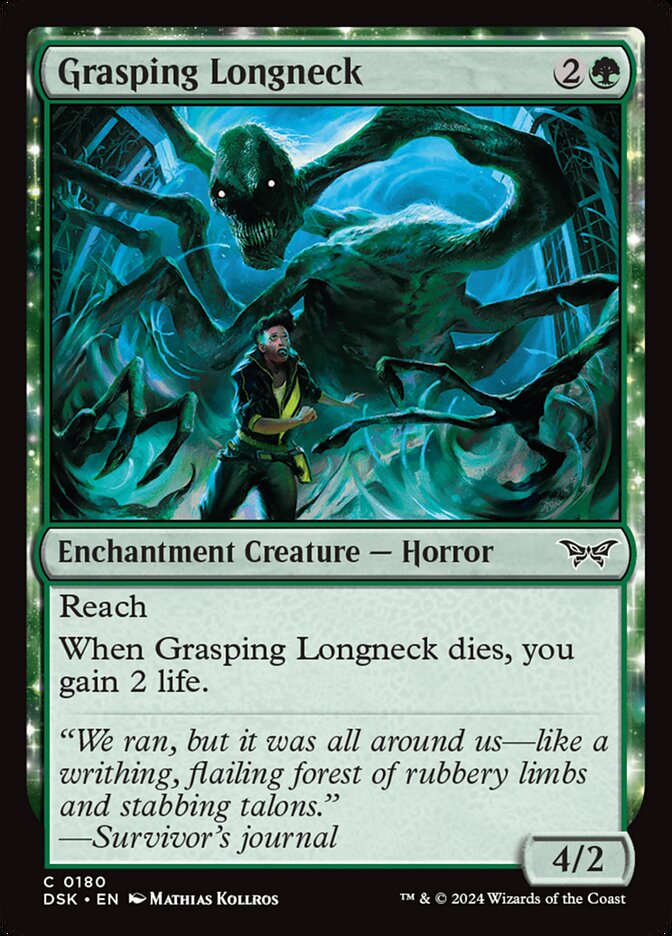 Grasping Longneck 2
Enchantment Creature — Horror
Reach
When Grasping Longneck dies, you
gain 2 life.
“We ran, but it was all around us—like a
writhing, flailing forest of rubbery limbs
and stabbing talons.”
—Survivor’s journal
4/2
C 0180
DSK • EN Mathias Kollros
™ & © 2024 Wizards of the Coast